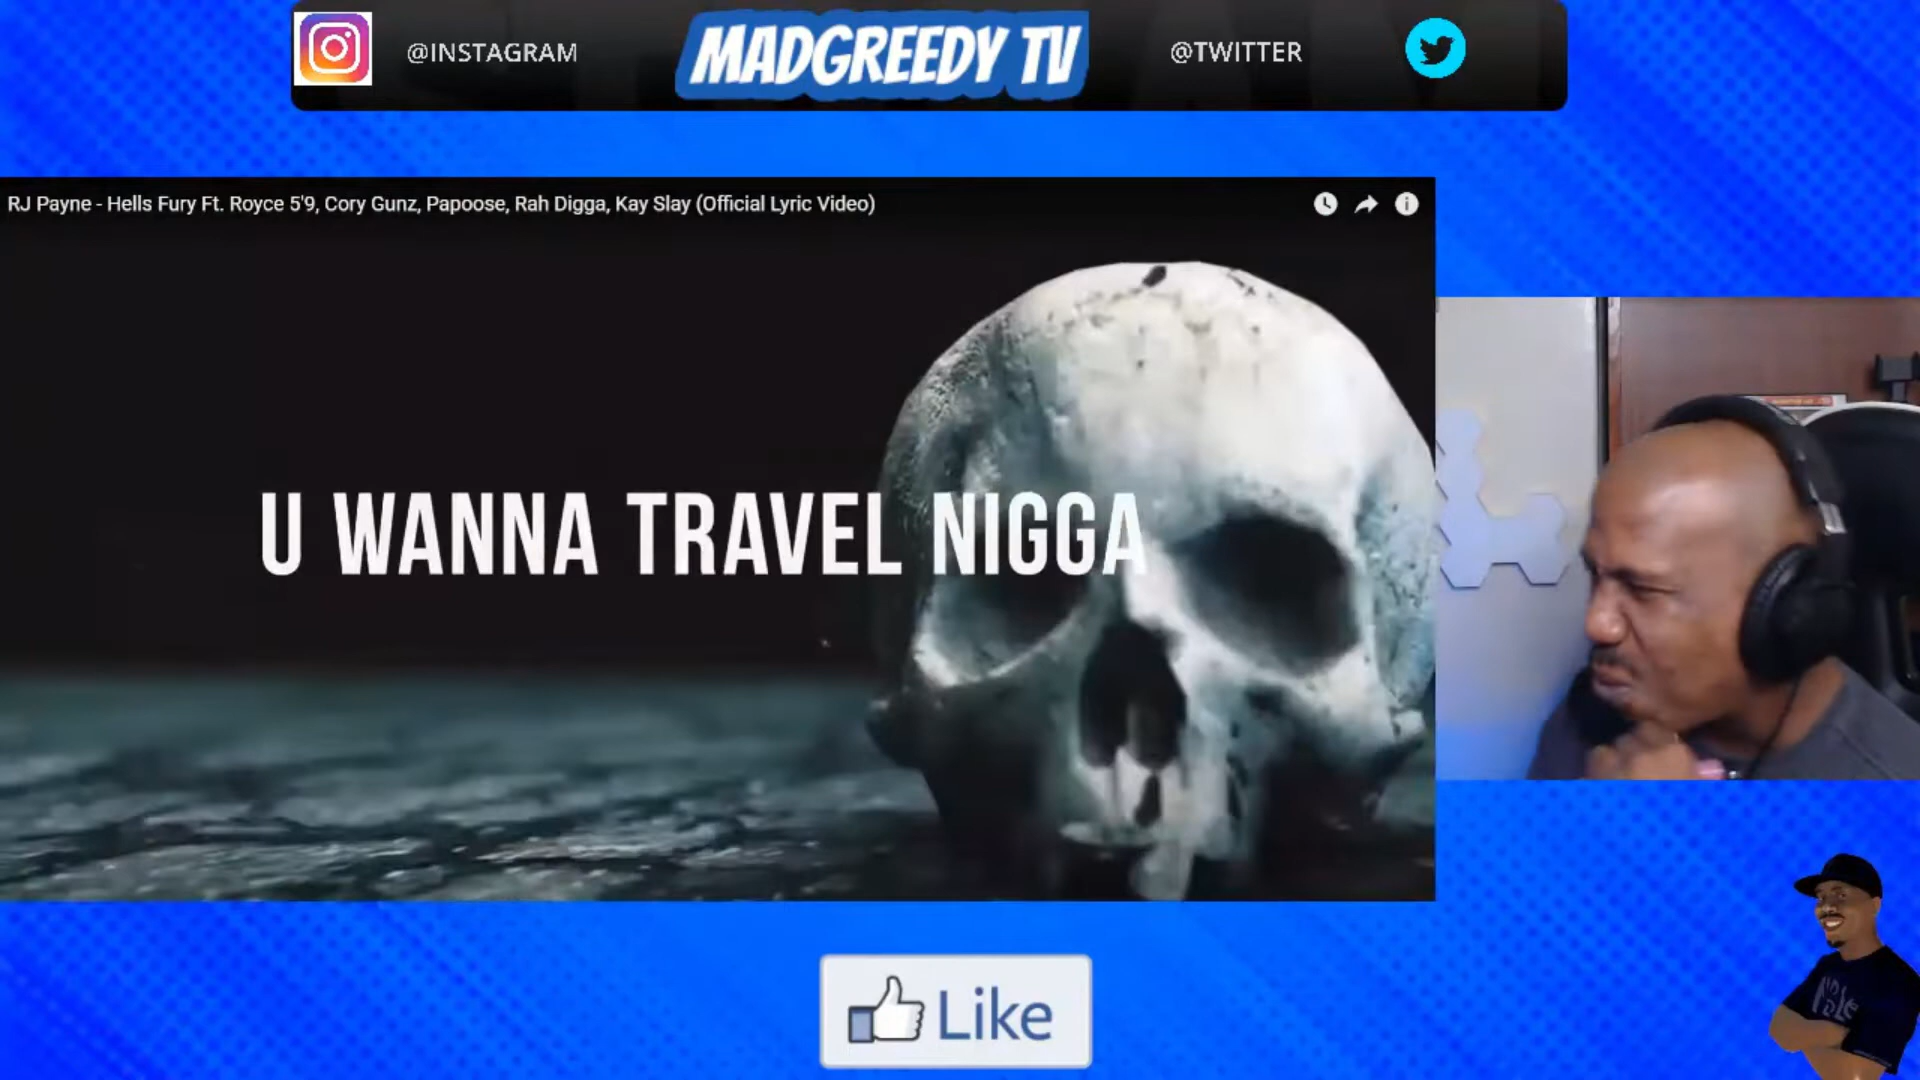 @INSTAGRAM
MADGREEDY TV
@TWITTER
RJ Payne - Hells Fury Ft. Royce 5'9, Cory Gunz, Papoose, Rah Digga, Kay Slay (Official Lyric Video)
U WANNA TRAVEL NIGGA
Like